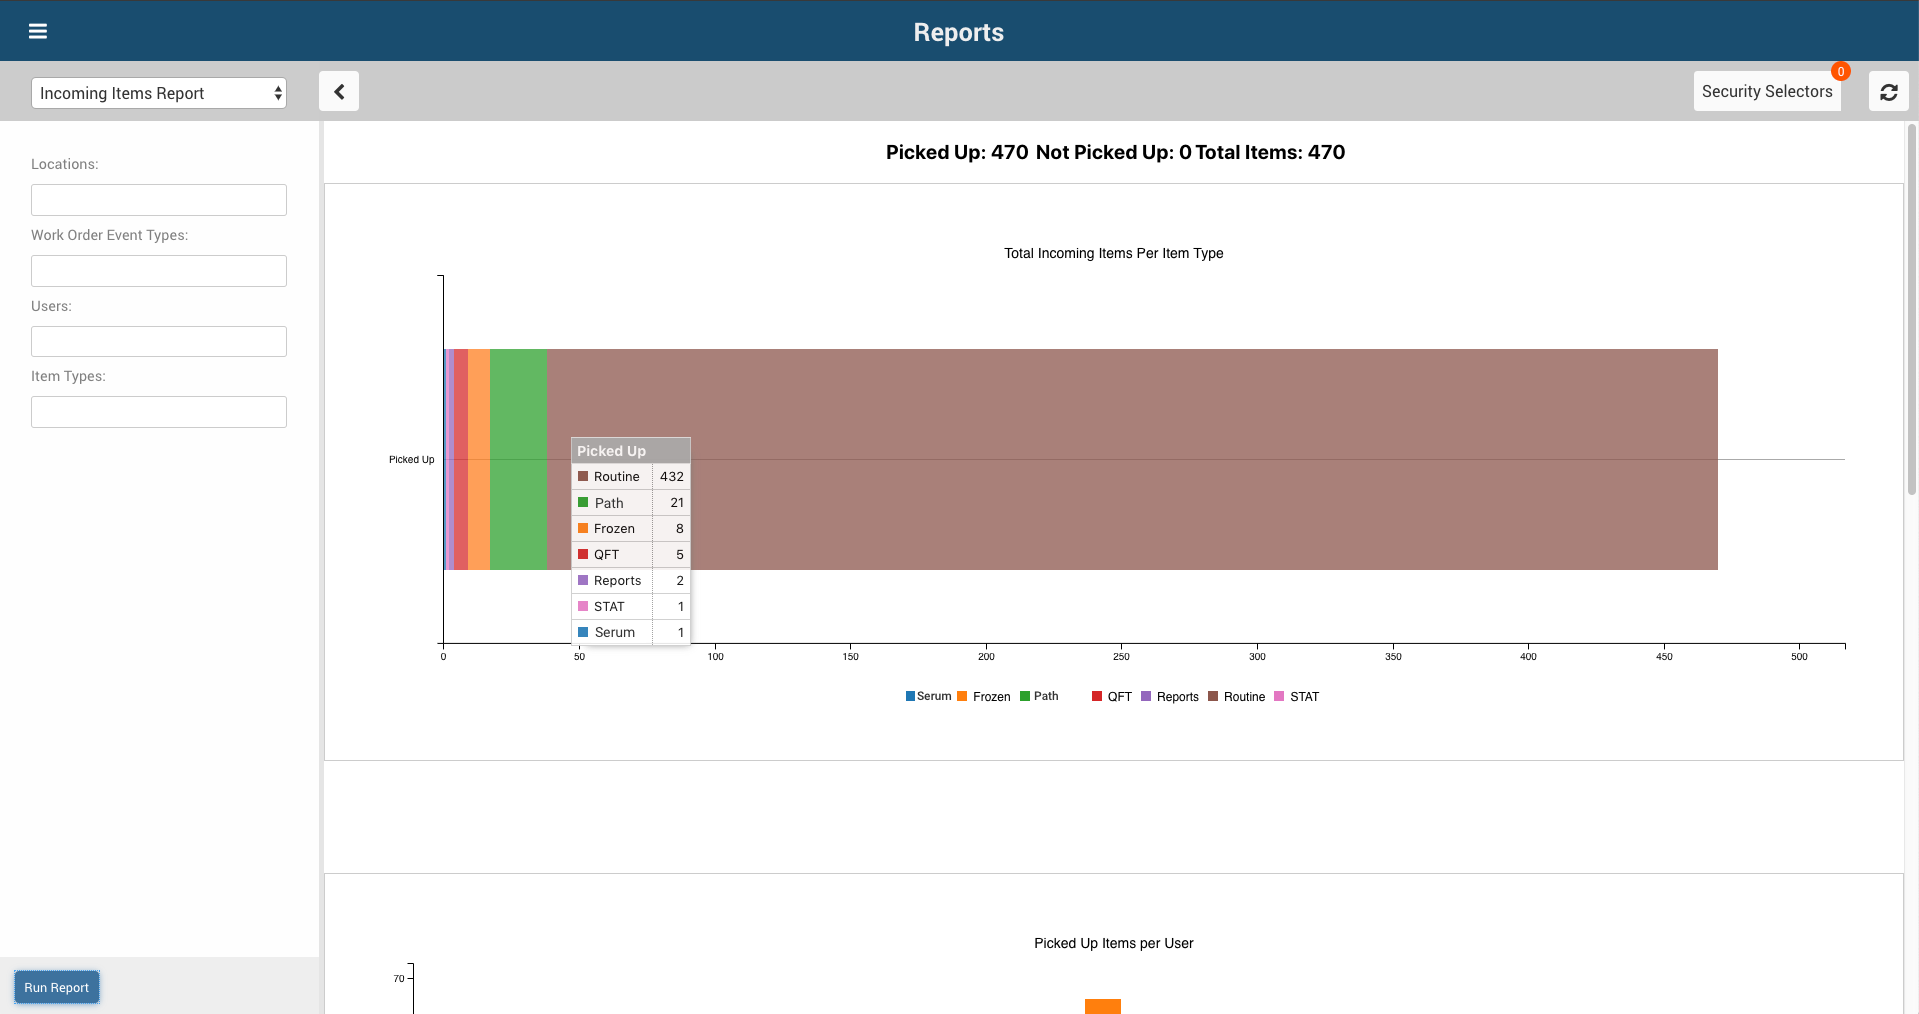 Reports
Incoming Items Report
Security Selectors
0
Locations:
Work Order Event Types:
Users:
Item Types:
Run Report
Picked Up: 470 Not Picked Up: 0 Total Items: 470
Total Incoming Items Per Item Type
Picked Up
Picked Up
Routine 432
Path 21
Frozen 8
QFT 5
Reports 2
STAT 1
Serum 1
0 50 100 150 200 250 300 350 400 450 500
Serum Frozen Path QFT Reports Routine STAT
Picked Up Items per User
70